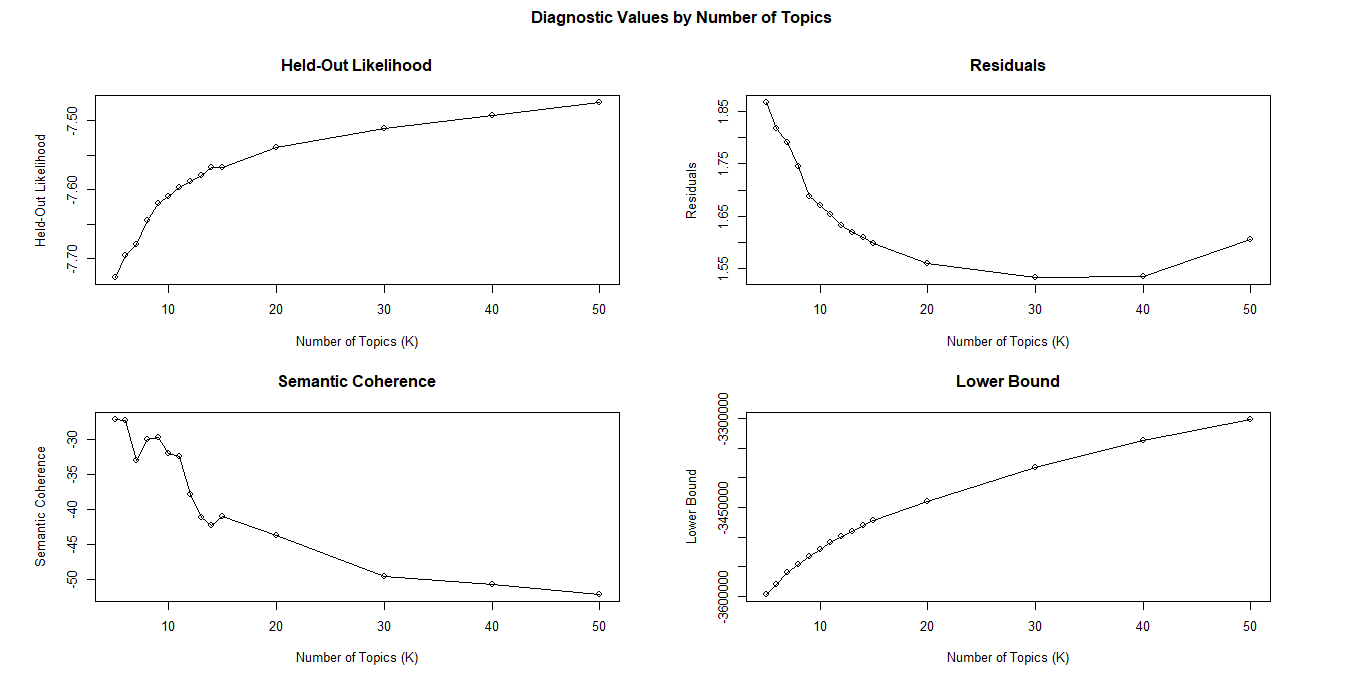 Diagnostic Values by Number of Topics
Held-Out Likelihood
Held-Out Likelihood
-7.50
-7.60
-7.70
10 20 30 40 50
Number of Topics (K)
Residuals
Residuals
1.85
1.75
1.65
1.55
10 20 30 40 50
Number of Topics (K)
Semantic Coherence
Semantic Coherence
-30
-35
-40
-45
-50
10 20 30 40 50
Number of Topics (K)
Lower Bound
Lower Bound
-3300000
-3450000
-3600000
10 20 30 40 50
Number of Topics (K)